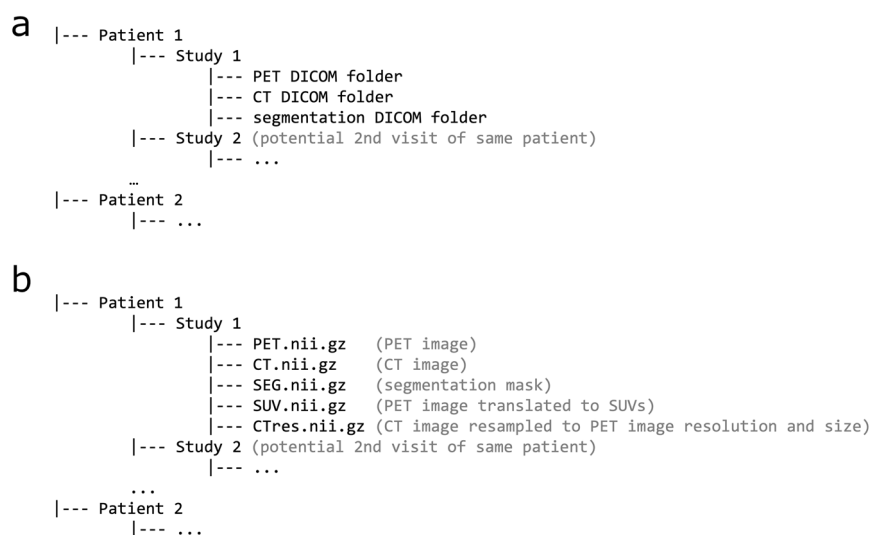 a
|--- Patient 1
|--- Study 1
|--- PET DICOM folder
|--- CT DICOM folder
|--- segmentation DICOM folder
|--- Study 2 (potential 2nd visit of same patient)
|--- ...
…
|--- Patient 2
|--- ...
b
|--- Patient 1
|--- Study 1
|--- PET.nii.gz (PET image)
|--- CT.nii.gz (CT image)
|--- SEG.nii.gz (segmentation mask)
|--- SUV.nii.gz (PET image translated to SUVs)
|--- CTres.nii.gz (CT image resampled to PET image resolution and size)
|--- Study 2 (potential 2nd visit of same patient)
|--- ...
...
|--- Patient 2
|--- ...